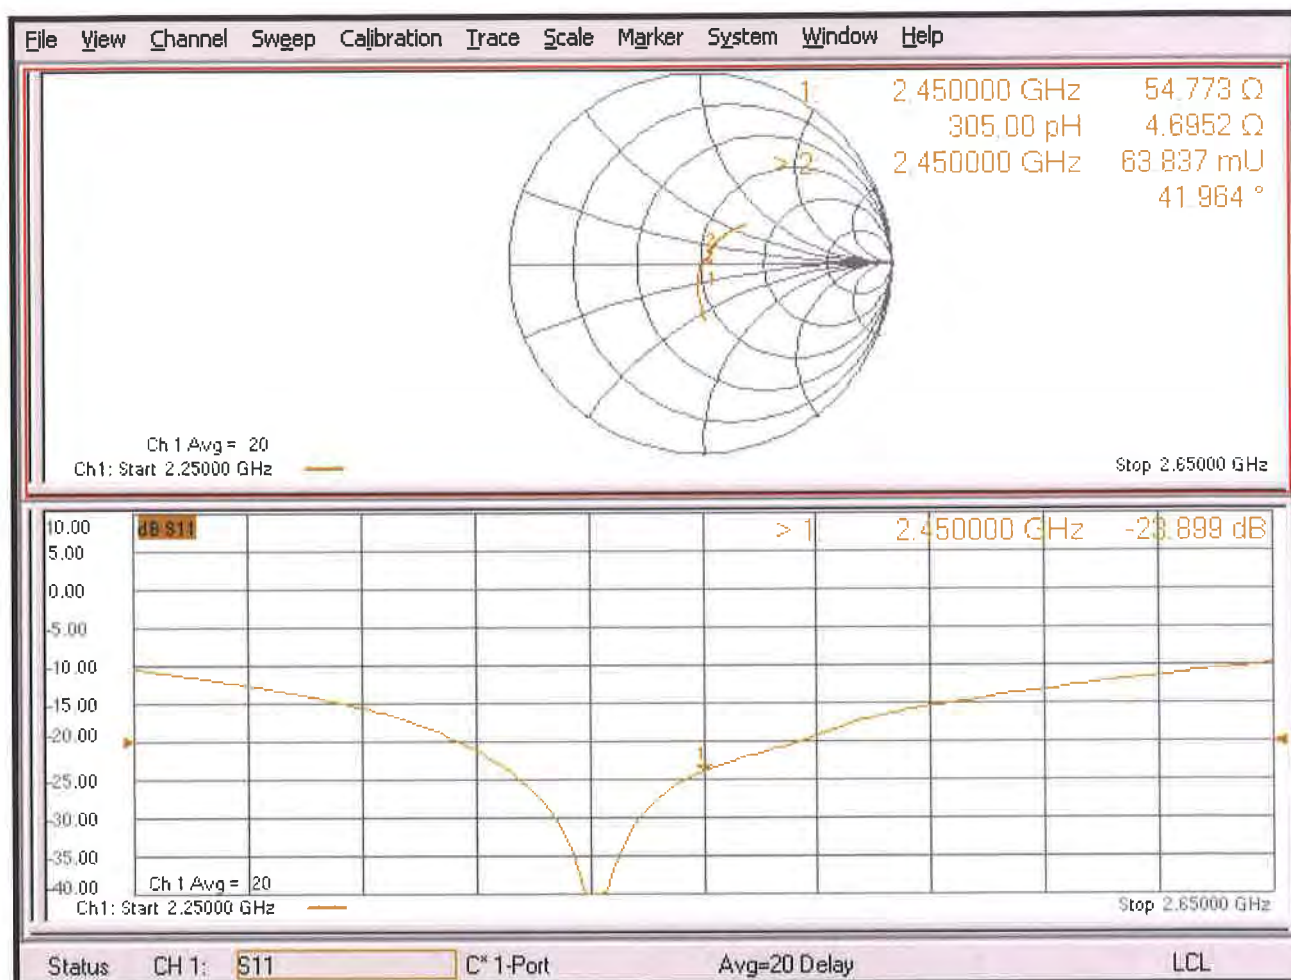 File View Channel Sweep Calibration Trace Scale Marker System Window Help
1: 2.450000 GHz 54.773 Ω
305.00 pH 4.6952 Ω
> 2 2.450000 GHz 63.837 mU
41.964 °
2
1
Ch 1 Avg = 20
Ch1: Start 2.25000 GHz Stop 2.65000 GHz
10.00 dB S11 > 1: 2.450000 GHz -23.899 dB
5.00
0.00
-5.00
-10.00
-15.00
-20.00
1
-25.00
-30.00
-35.00
-40.00
Ch 1 Avg = 20
Ch1: Start 2.25000 GHz Stop 2.65000 GHz
Status CH 1: S11 C* 1-Port Avg=20 Delay LCL